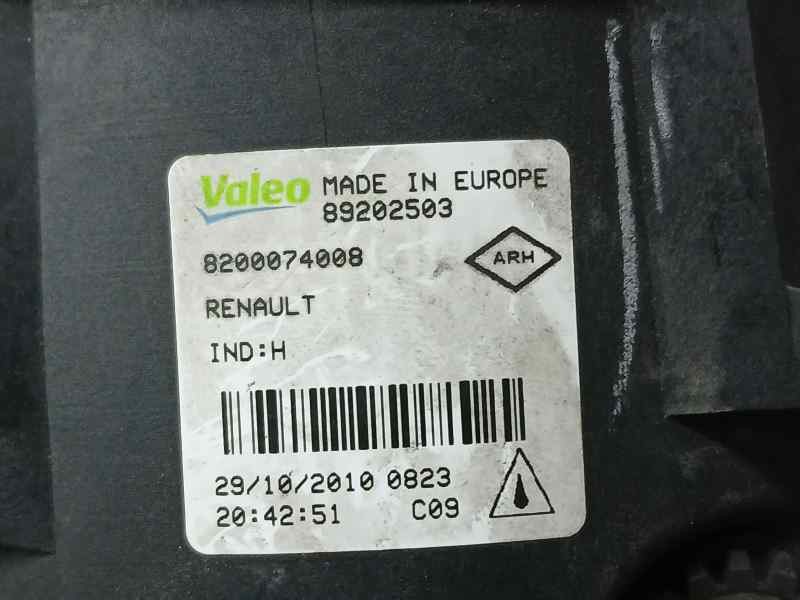 Valeo MADE IN EUROPE
89202503
8200074008
ARH
RENAULT
IND:H
29/10/2010 0823
20:42:51 C09